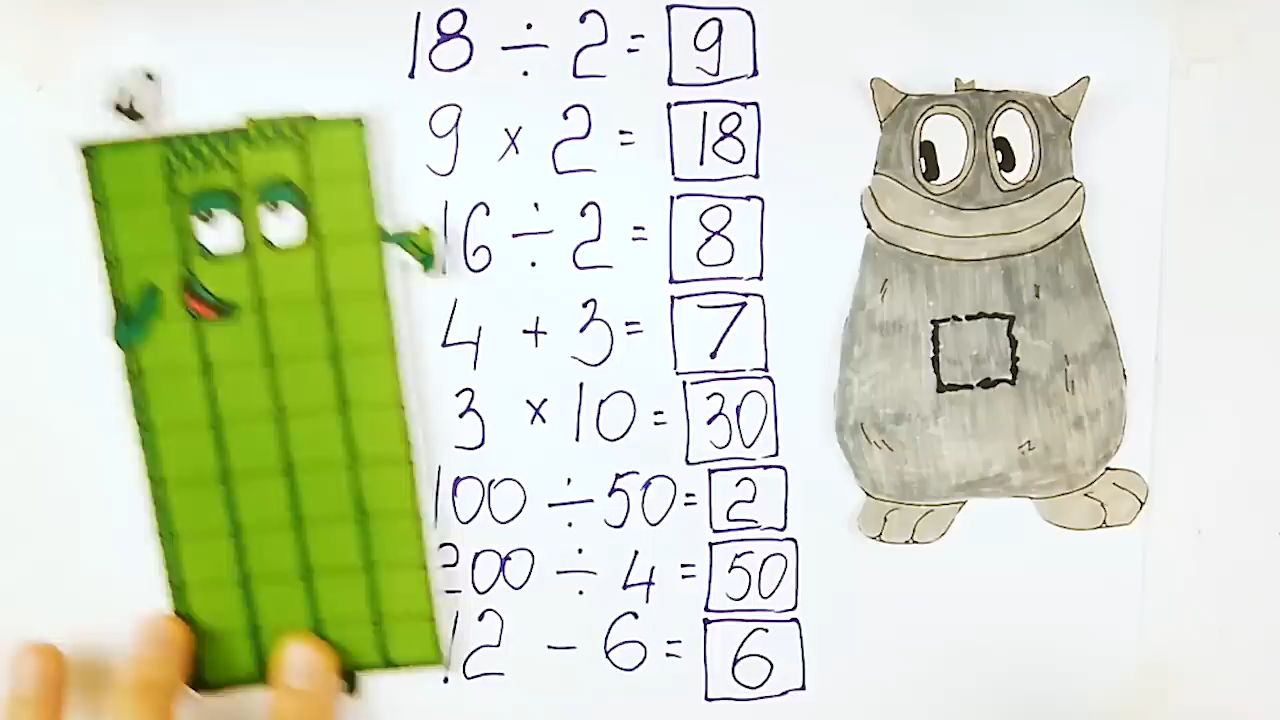 18 ÷ 2 = 9
9 × 2 = 18
16 ÷ 2 = 8
4 + 3 = 7
3 × 10 = 30
100 ÷ 50 = 2
200 ÷ 4 = 50
12 - 6 = 6